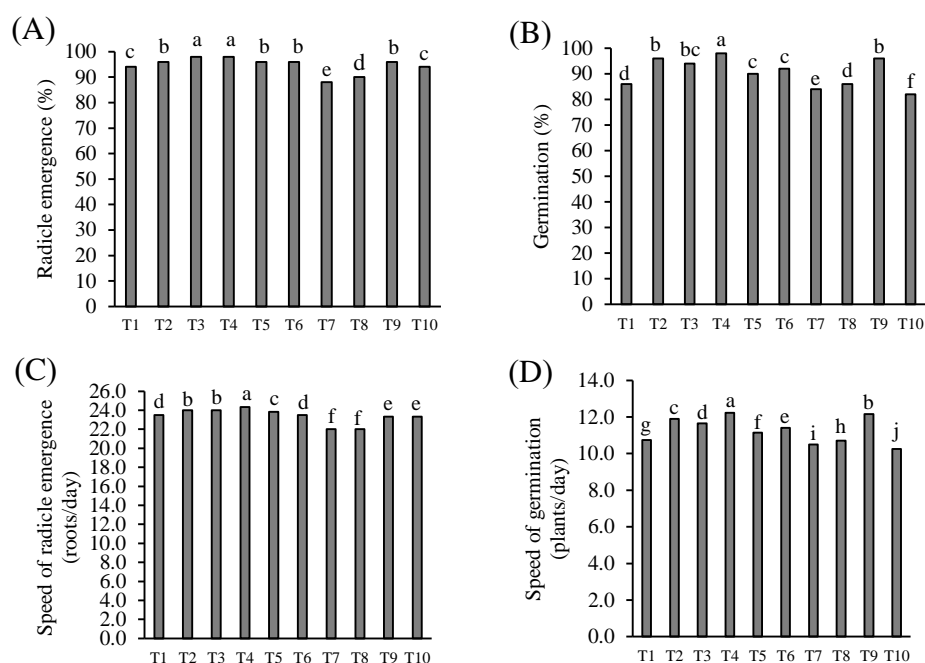 (A)
Radicle emergence (%)
100
90
80
70
60
50
40
30
20
10
0
c b a a b b e d b c
T1 T2 T3 T4 T5 T6 T7 T8 T9 T10
(B)
Germination (%)
100
90
80
70
60
50
40
30
20
10
0
d b bc a c c e d b f
T1 T2 T3 T4 T5 T6 T7 T8 T9 T10
(C)
Speed of radicle emergence
(roots/day)
26.0
24.0
22.0
20.0
18.0
16.0
14.0
12.0
10.0
8.0
6.0
4.0
2.0
0.0
d b b a c d f f e e
T1 T2 T3 T4 T5 T6 T7 T8 T9 T10
(D)
Speed of germination
(plants/day)
14.0
12.0
10.0
8.0
6.0
4.0
2.0
0.0
g c d a f e i h b j
T1 T2 T3 T4 T5 T6 T7 T8 T9 T10